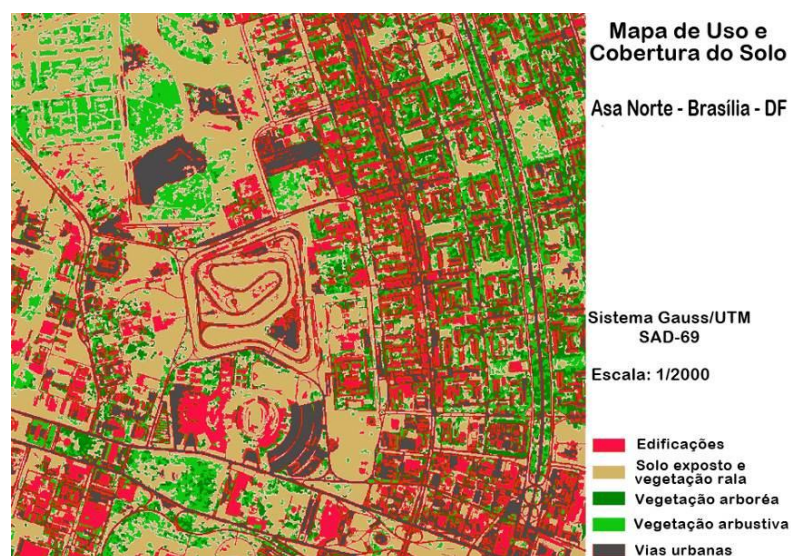 Mapa de Uso e
Cobertura do Solo
Asa Norte - Brasília - DF
Sistema Gauss/UTM
SAD-69
Escala: 1/2000
Edificações
Solo exposto e
vegetação rala
Vegetação arboréa
Vegetação arbustiva
Vias urbanas